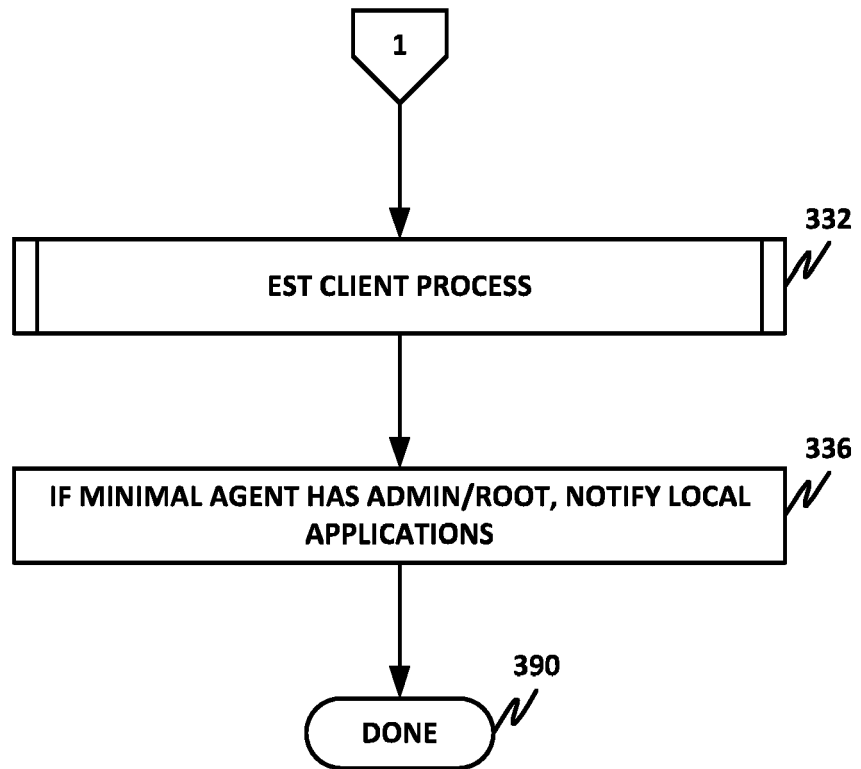 1
332
EST CLIENT PROCESS
336
IF MINIMAL AGENT HAS ADMIN/ROOT, NOTIFY LOCAL
APPLICATIONS
390
DONE